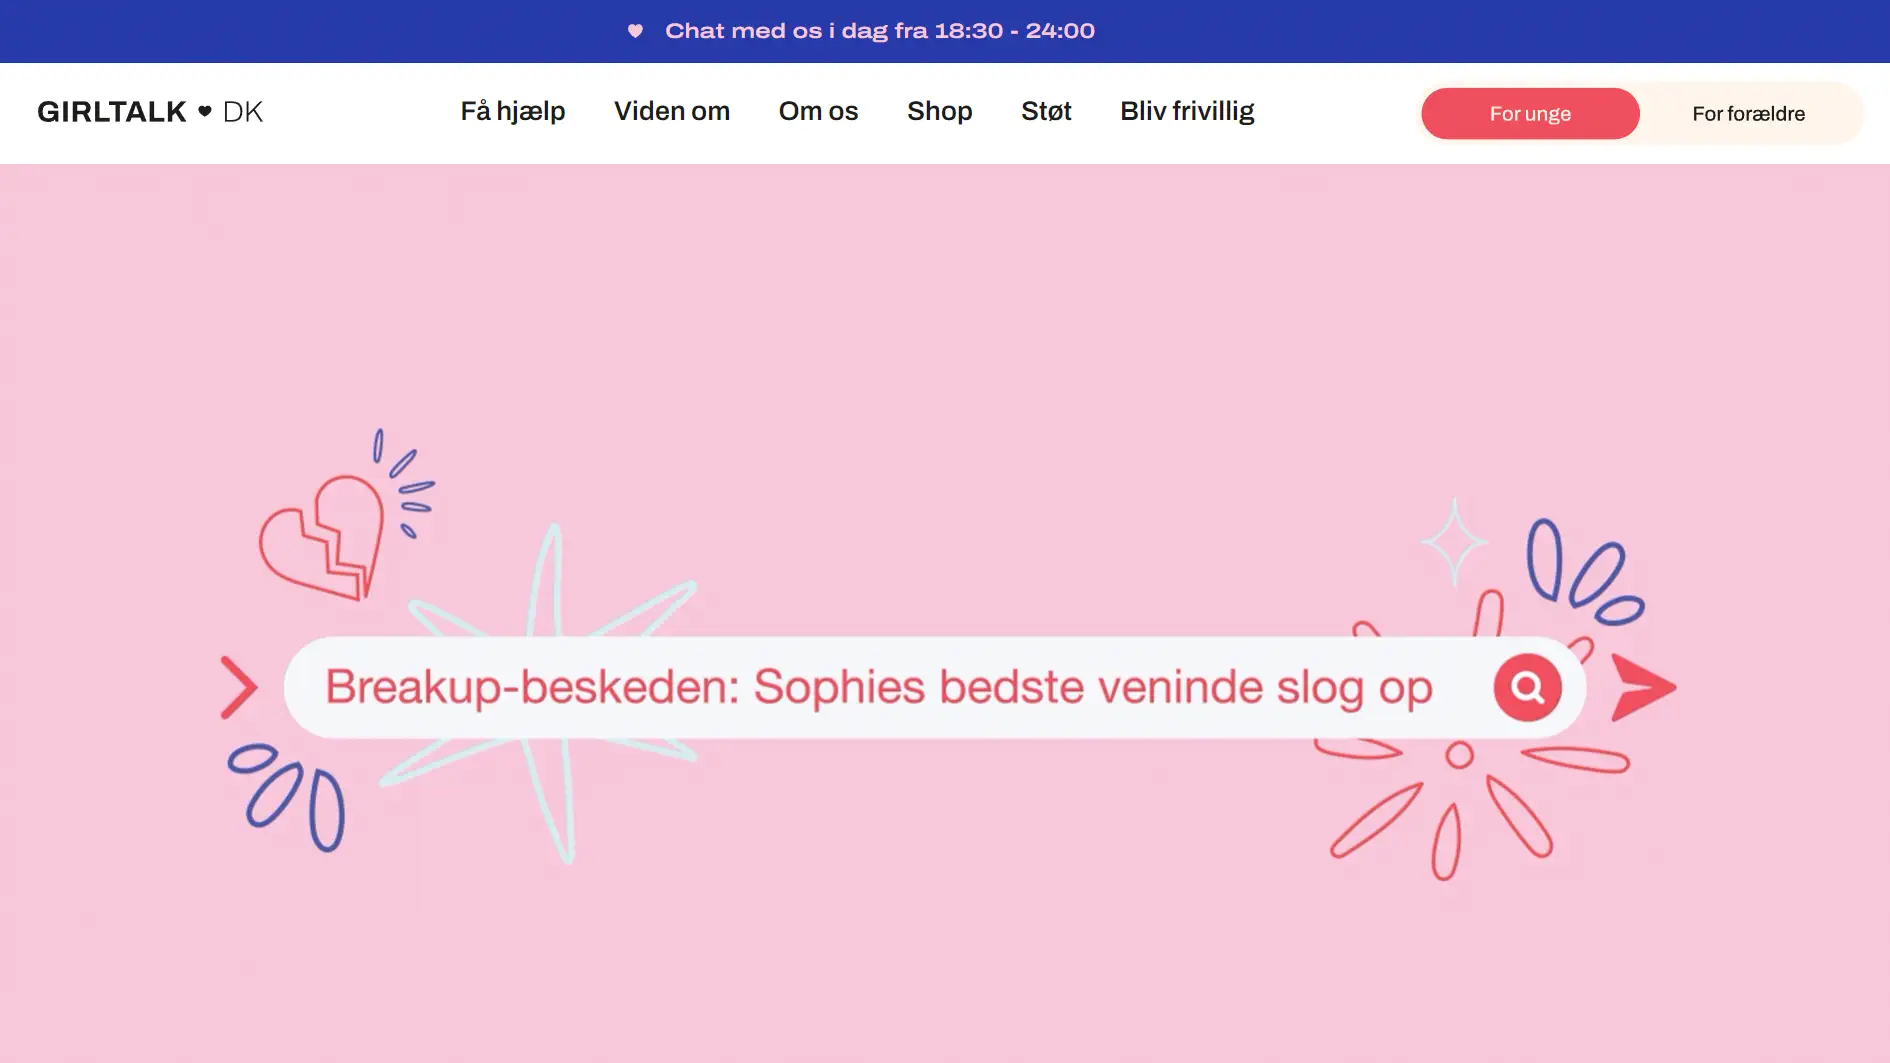 Chat med os i dag fra 18:30 - 24:00
GIRLTALK ♥ DK
Få hjælp
Viden om
Om os
Shop
Støt
Bliv frivillig
For unge
For forældre
Breakup-beskeden: Sophies bedste veninde slog op